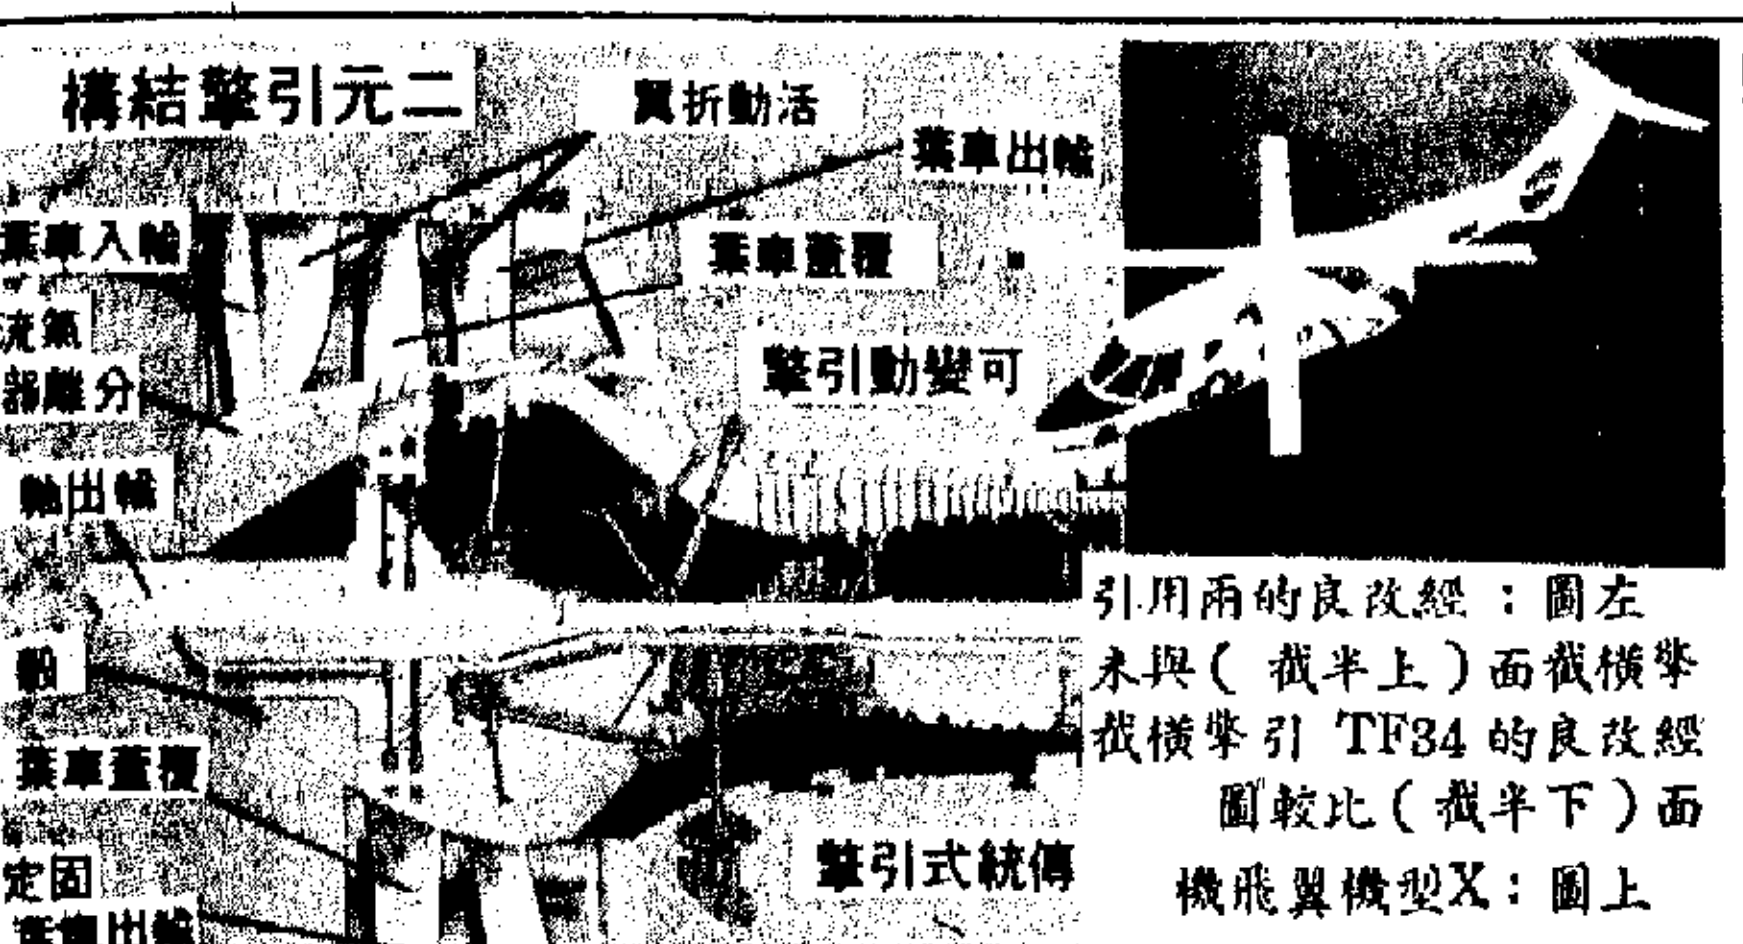 二元引擎結構
活動折翼
輸出車葉
輸入車葉
覆蓋車葉
氣流
分離器
可變動引擎
輸出軸
覆蓋車葉
傳統式引擎
固定
左圖：經改良的兩用引
擎橫截面（上半截）與未
經改良的 TF34 引擎橫截
面（下半截）比較圖
上圖：X型機翼飛機